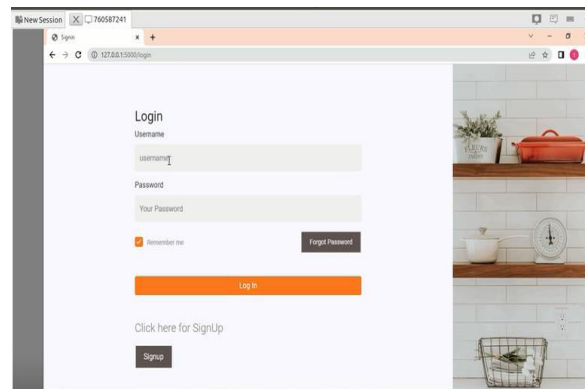 New Session
760587241
Signin
127.0.0.1:5000/login
Login
Username
username
Password
Your Password
Remember me
Forgot Password
Log In
Click here for SignUp
Signup